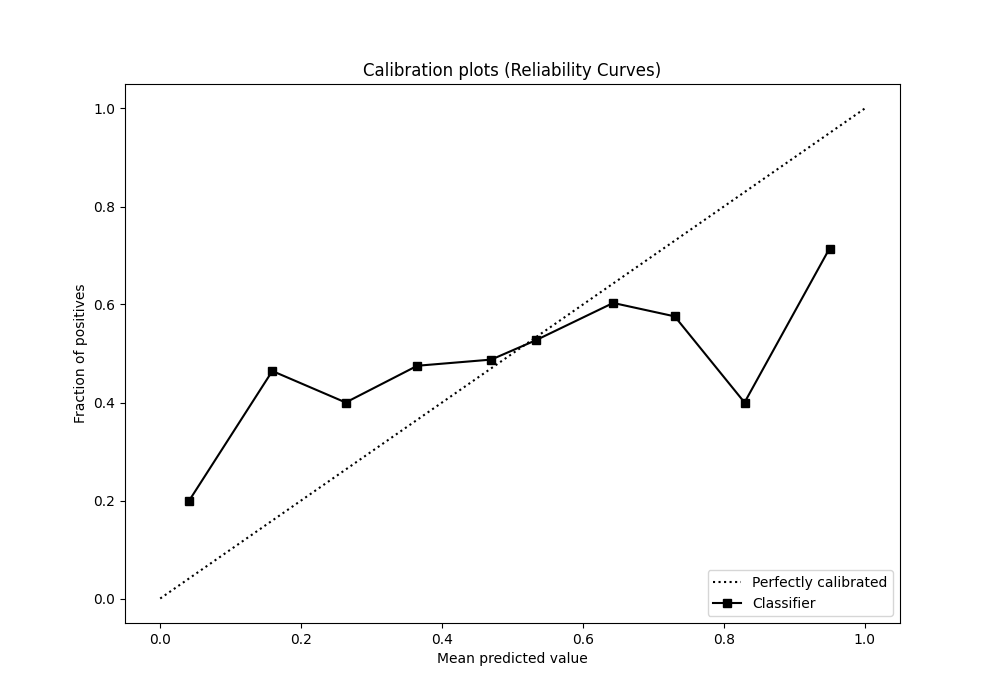 Calibration plots (Reliability Curves)
1.0
0.8
0.6
0.4
0.2
0.0
Fraction of positives
0.0 0.2 0.4 0.6 0.8 1.0
Mean predicted value
Perfectly calibrated
Classifier